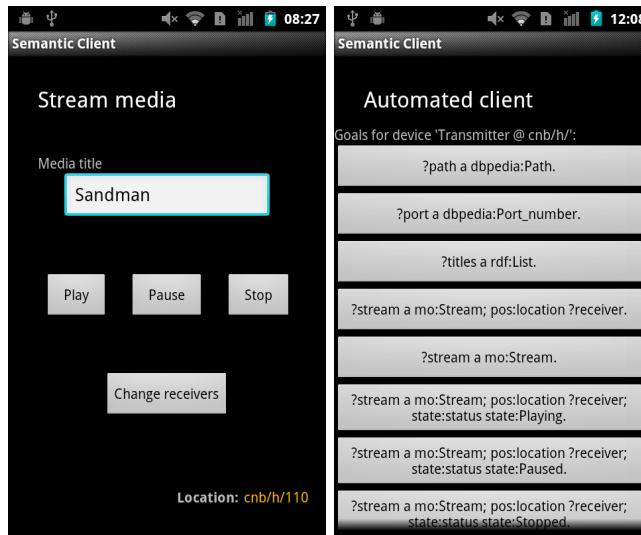 08:27
Semantic Client
Stream media
Media title
Sandman
Play Pause Stop
Change receivers
Location: cnb/h/110
12:08
Semantic Client
Automated client
Goals for device 'Transmitter @ cnb/h/':
?path a dbpedia:Path.
?port a dbpedia:Port_number.
?titles a rdf:List.
?stream a mo:Stream; pos:location ?receiver.
?stream a mo:Stream.
?stream a mo:Stream; pos:location ?receiver;
state:status state:Playing.
?stream a mo:Stream; pos:location ?receiver;
state:status state:Paused.
?stream a mo:Stream; pos:location ?receiver;
state:status state:Stopped.